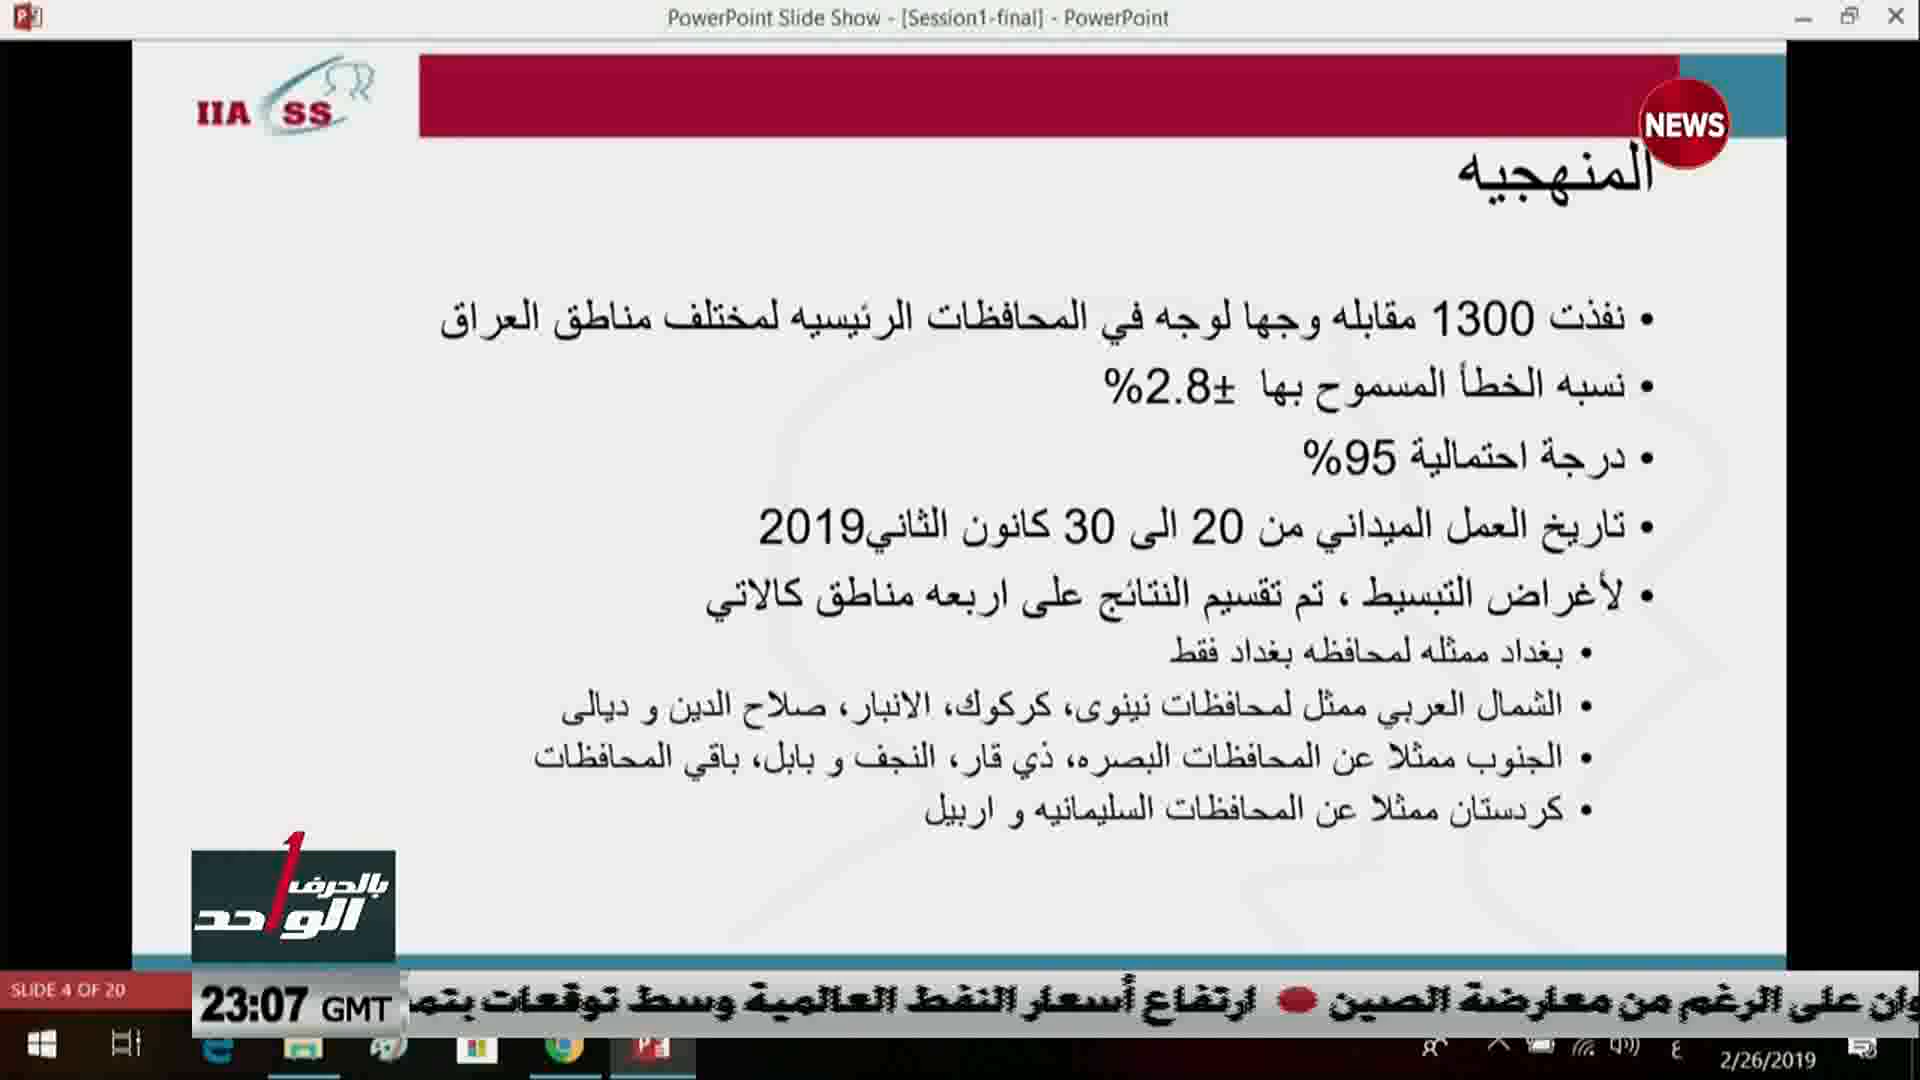 PowerPoint Slide Show - [Session1-final] - PowerPoint
IIA SS
NEWS
المنهجيه
• نفذت 1300 مقابله وجها لوجه في المحافظات الرئيسيه لمختلف مناطق العراق
• نسبه الخطأ المسموح بها ±2.8%
• درجة احتمالية 95%
• تاريخ العمل الميداني من 20 الى 30 كانون الثاني2019
• لأغراض التبسيط ، تم تقسيم النتائج على اربعه مناطق كالاتي
• بغداد ممثله لمحافظه بغداد فقط
• الشمال العربي ممثل لمحافظات نينوى، كركوك، الانبار، صلاح الدين و ديالى
• الجنوب ممثلا عن المحافظات البصره، ذي قار، النجف و بابل، باقي المحافظات
• كردستان ممثلا عن المحافظات السليمانيه و اربيل
بالحرف
الواحد
SLIDE 4 OF 20
23:07 GMT
على الرغم من معارضة الصين ارتفاع أسعار النفط العالمية وسط توقعات
ع
2/26/2019